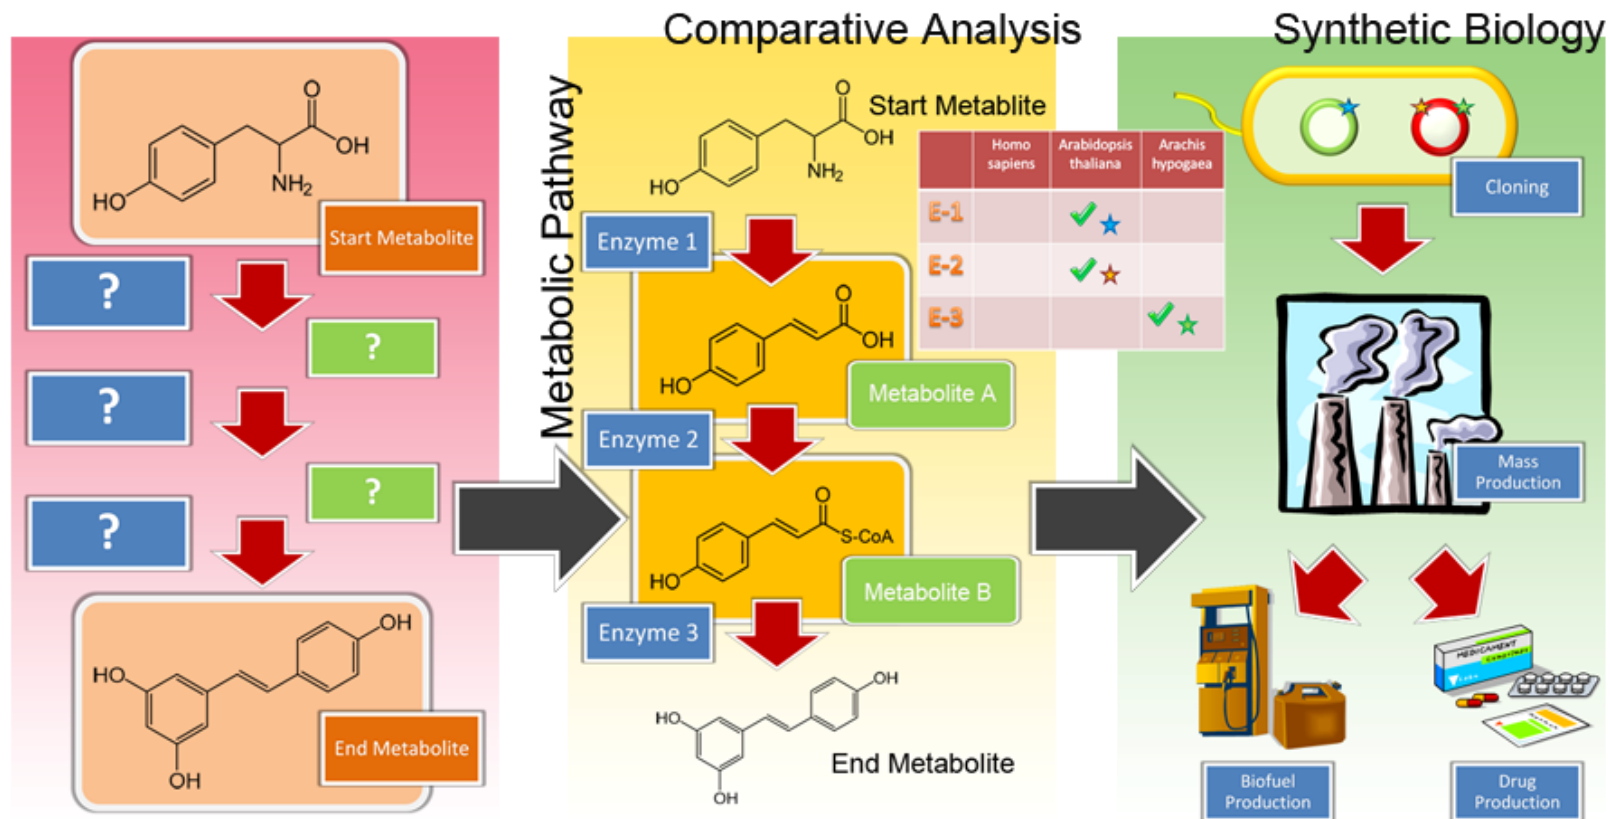 Comparative Analysis
Synthetic Biology
O
OH
NH₂
HO
Start Metabolite
?
?
?
?
?
OH
HO
OH
End Metabolite
Metabolic Pathway
O
OH
NH₂
HO
Start Metablite
Enzyme 1
O
OH
HO
Metabolite A
Enzyme 2
O
S-CoA
HO
Metabolite B
Enzyme 3
OH
HO
OH
End Metabolite
Homo sapiens
Arabidopsis thaliana
Arachis hypogaea
E-1
E-2
E-3
Cloning
Mass
Production
MEDICAMENT
Biofuel
Production
Drug
Production